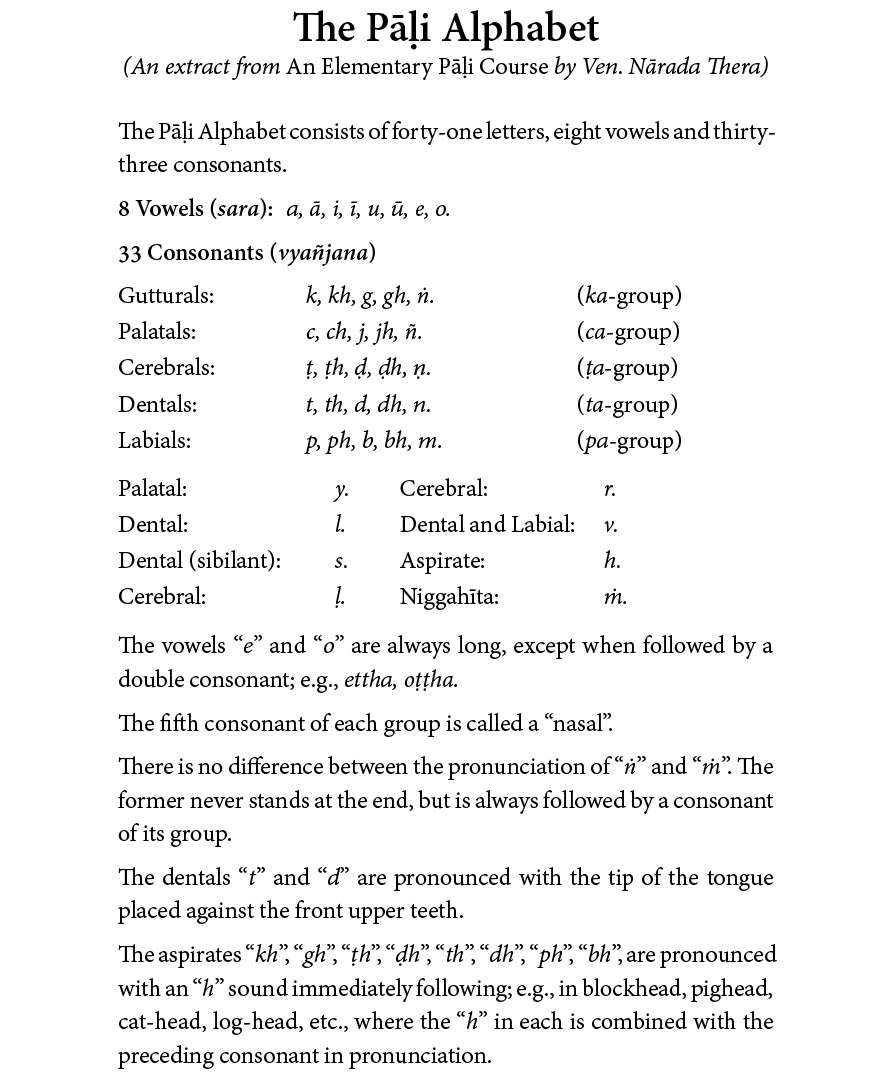 The Pāḷi Alphabet
(An extract from An Elementary Pāḷi Course by Ven. Nārada Thera)
The Pāḷi Alphabet consists of forty-one letters, eight vowels and thirty-
three consonants.
8 Vowels (sara): a, ā, i, ī, u, ū, e, o.
33 Consonants (vyañjana)
Gutturals: k, kh, g, gh, ṅ. (ka-group)
Palatals: c, ch, j, jh, ñ. (ca-group)
Cerebrals: ṭ, ṭh, ḍ, ḍh, ṇ. (ṭa-group)
Dentals: t, th, d, dh, n. (ta-group)
Labials: p, ph, b, bh, m. (pa-group)
Palatal: y. Cerebral: r.
Dental: l. Dental and Labial: v.
Dental (sibilant): s. Aspirate: h.
Cerebral: ḷ. Niggahīta: ṁ.
The vowels “e” and “o” are always long, except when followed by a
double consonant; e.g., ettha, oṭṭha.
The fifth consonant of each group is called a “nasal”.
There is no difference between the pronunciation of “ṅ” and “ṁ”. The
former never stands at the end, but is always followed by a consonant
of its group.
The dentals “t” and “d” are pronounced with the tip of the tongue
placed against the front upper teeth.
The aspirates “kh”, “gh”, “ṭh”, “ḍh”, “th”, “dh”, “ph”, “bh”, are pronounced
with an “h” sound immediately following; e.g., in blockhead, pighead,
cat-head, log-head, etc., where the “h” in each is combined with the
preceding consonant in pronunciation.